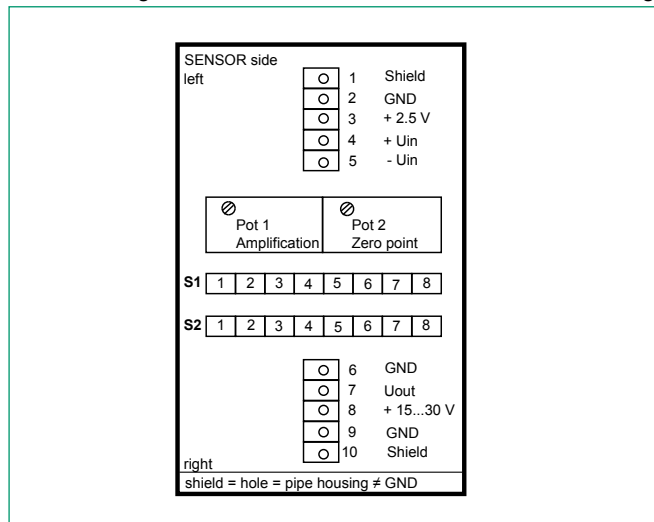 SENSOR side
left
1 Shield
2 GND
3 + 2.5 V
4 + Uin
5 - Uin
Pot 1 Pot 2
Amplification Zero point
S1 1 2 3 4 5 6 7 8
S2 1 2 3 4 5 6 7 8
6 GND
7 Uout
8 + 15...30 V
9 GND
10 Shield
right
shield = hole = pipe housing ≠ GND